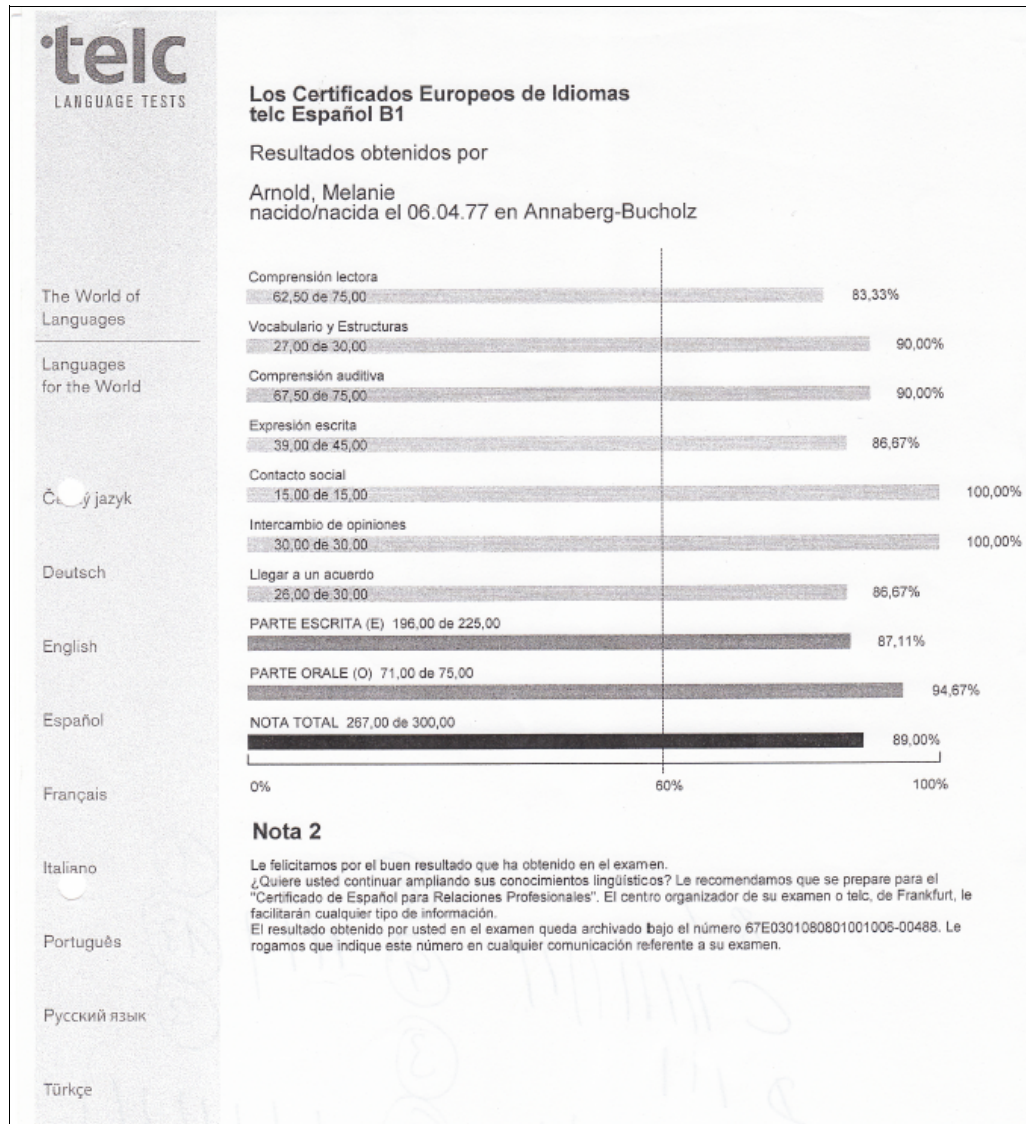 telc
LANGUAGE TESTS
Los Certificados Europeos de Idiomas
telc Español B1
Resultados obtenidos por
Arnold, Melanie
nacido/nacida el 06.04.77 en Annaberg-Bucholz
The World of
Languages
Languages
for the World
jazyk
Deutsch
English
Español
Français
Italiano
Português
Русский язык
Türkçe
Comprensión lectora
62,50 de 75,00 83,33%
Vocabulario y Estructuras
27,00 de 30,00 90,00%
Comprensión auditiva
67,50 de 75,00 90,00%
Expresión escrita
39,00 de 45,00 86,67%
Contacto social
15,00 de 15,00 100,00%
Intercambio de opiniones
30,00 de 30,00 100,00%
Llegar a un acuerdo
26,00 de 30,00 86,67%
PARTE ESCRITA (E) 196,00 de 225,00
87,11%
PARTE ORALE (O) 71,00 de 75,00
94,67%
NOTA TOTAL 267,00 de 300,00
89,00%
0% 60% 100%
Nota 2
Le felicitamos por el buen resultado que ha obtenido en el examen.
¿Quiere usted continuar ampliando sus conocimientos lingüísticos? Le recomendamos que se prepare para el
"Certificado de Español para Relaciones Profesionales". El centro organizador de su examen o telc, de Frankfurt, le
facilitarán cualquier tipo de información.
El resultado obtenido por usted en el examen queda archivado bajo el número 67E0301080801001006-00488. Le
rogamos que indique este número en cualquier comunicación referente a su examen.